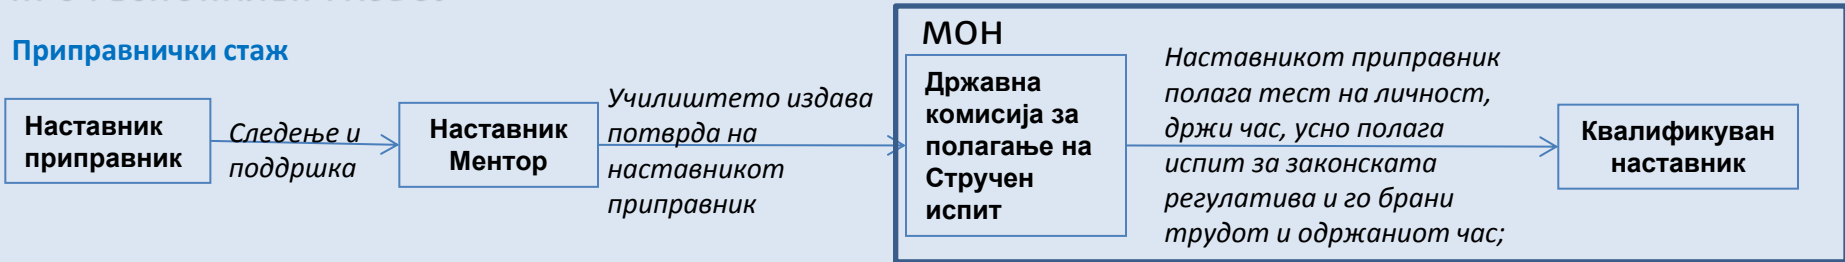 Приправнички стаж
Наставник
приправник
Следење и
поддршка
Наставник
Ментор
Училиштето издава
потврда на
наставникот
приправник
МОН
Државна
комисија за
полагање на
Стручен
испит
Наставникот приправник
полага тест на личност,
држи час, усно полага
испит за законската
регулатива и го брани
трудот и одржаниот час;
Квалификуван
наставник